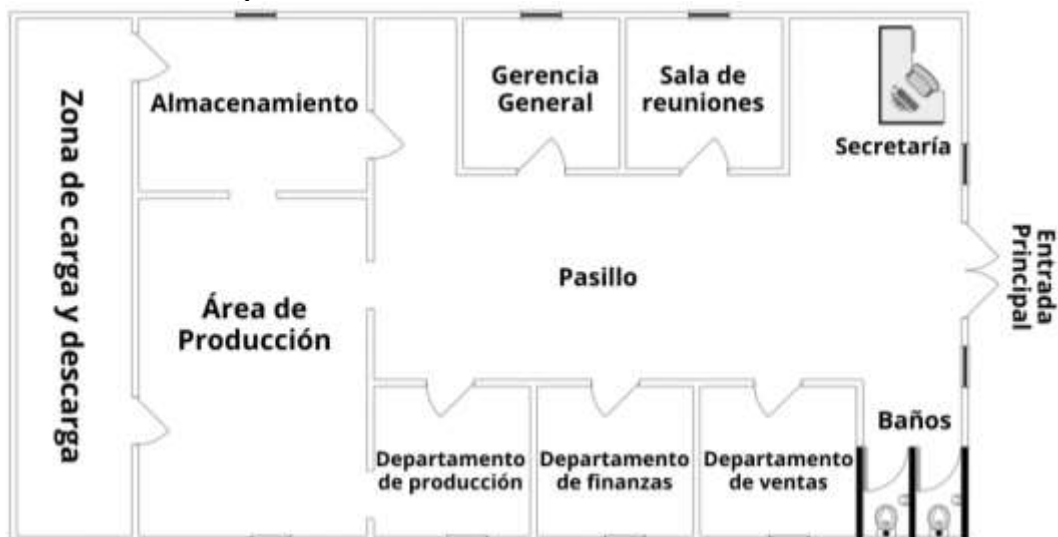 Zona de carga y descarga
Almacenamiento
Gerencia
General
Sala de
reuniones
Secretaría
Entrada
Principal
Pasillo
Área de
Producción
Baños
Departamento
de producción
Departamento
de finanzas
Departamento
de ventas